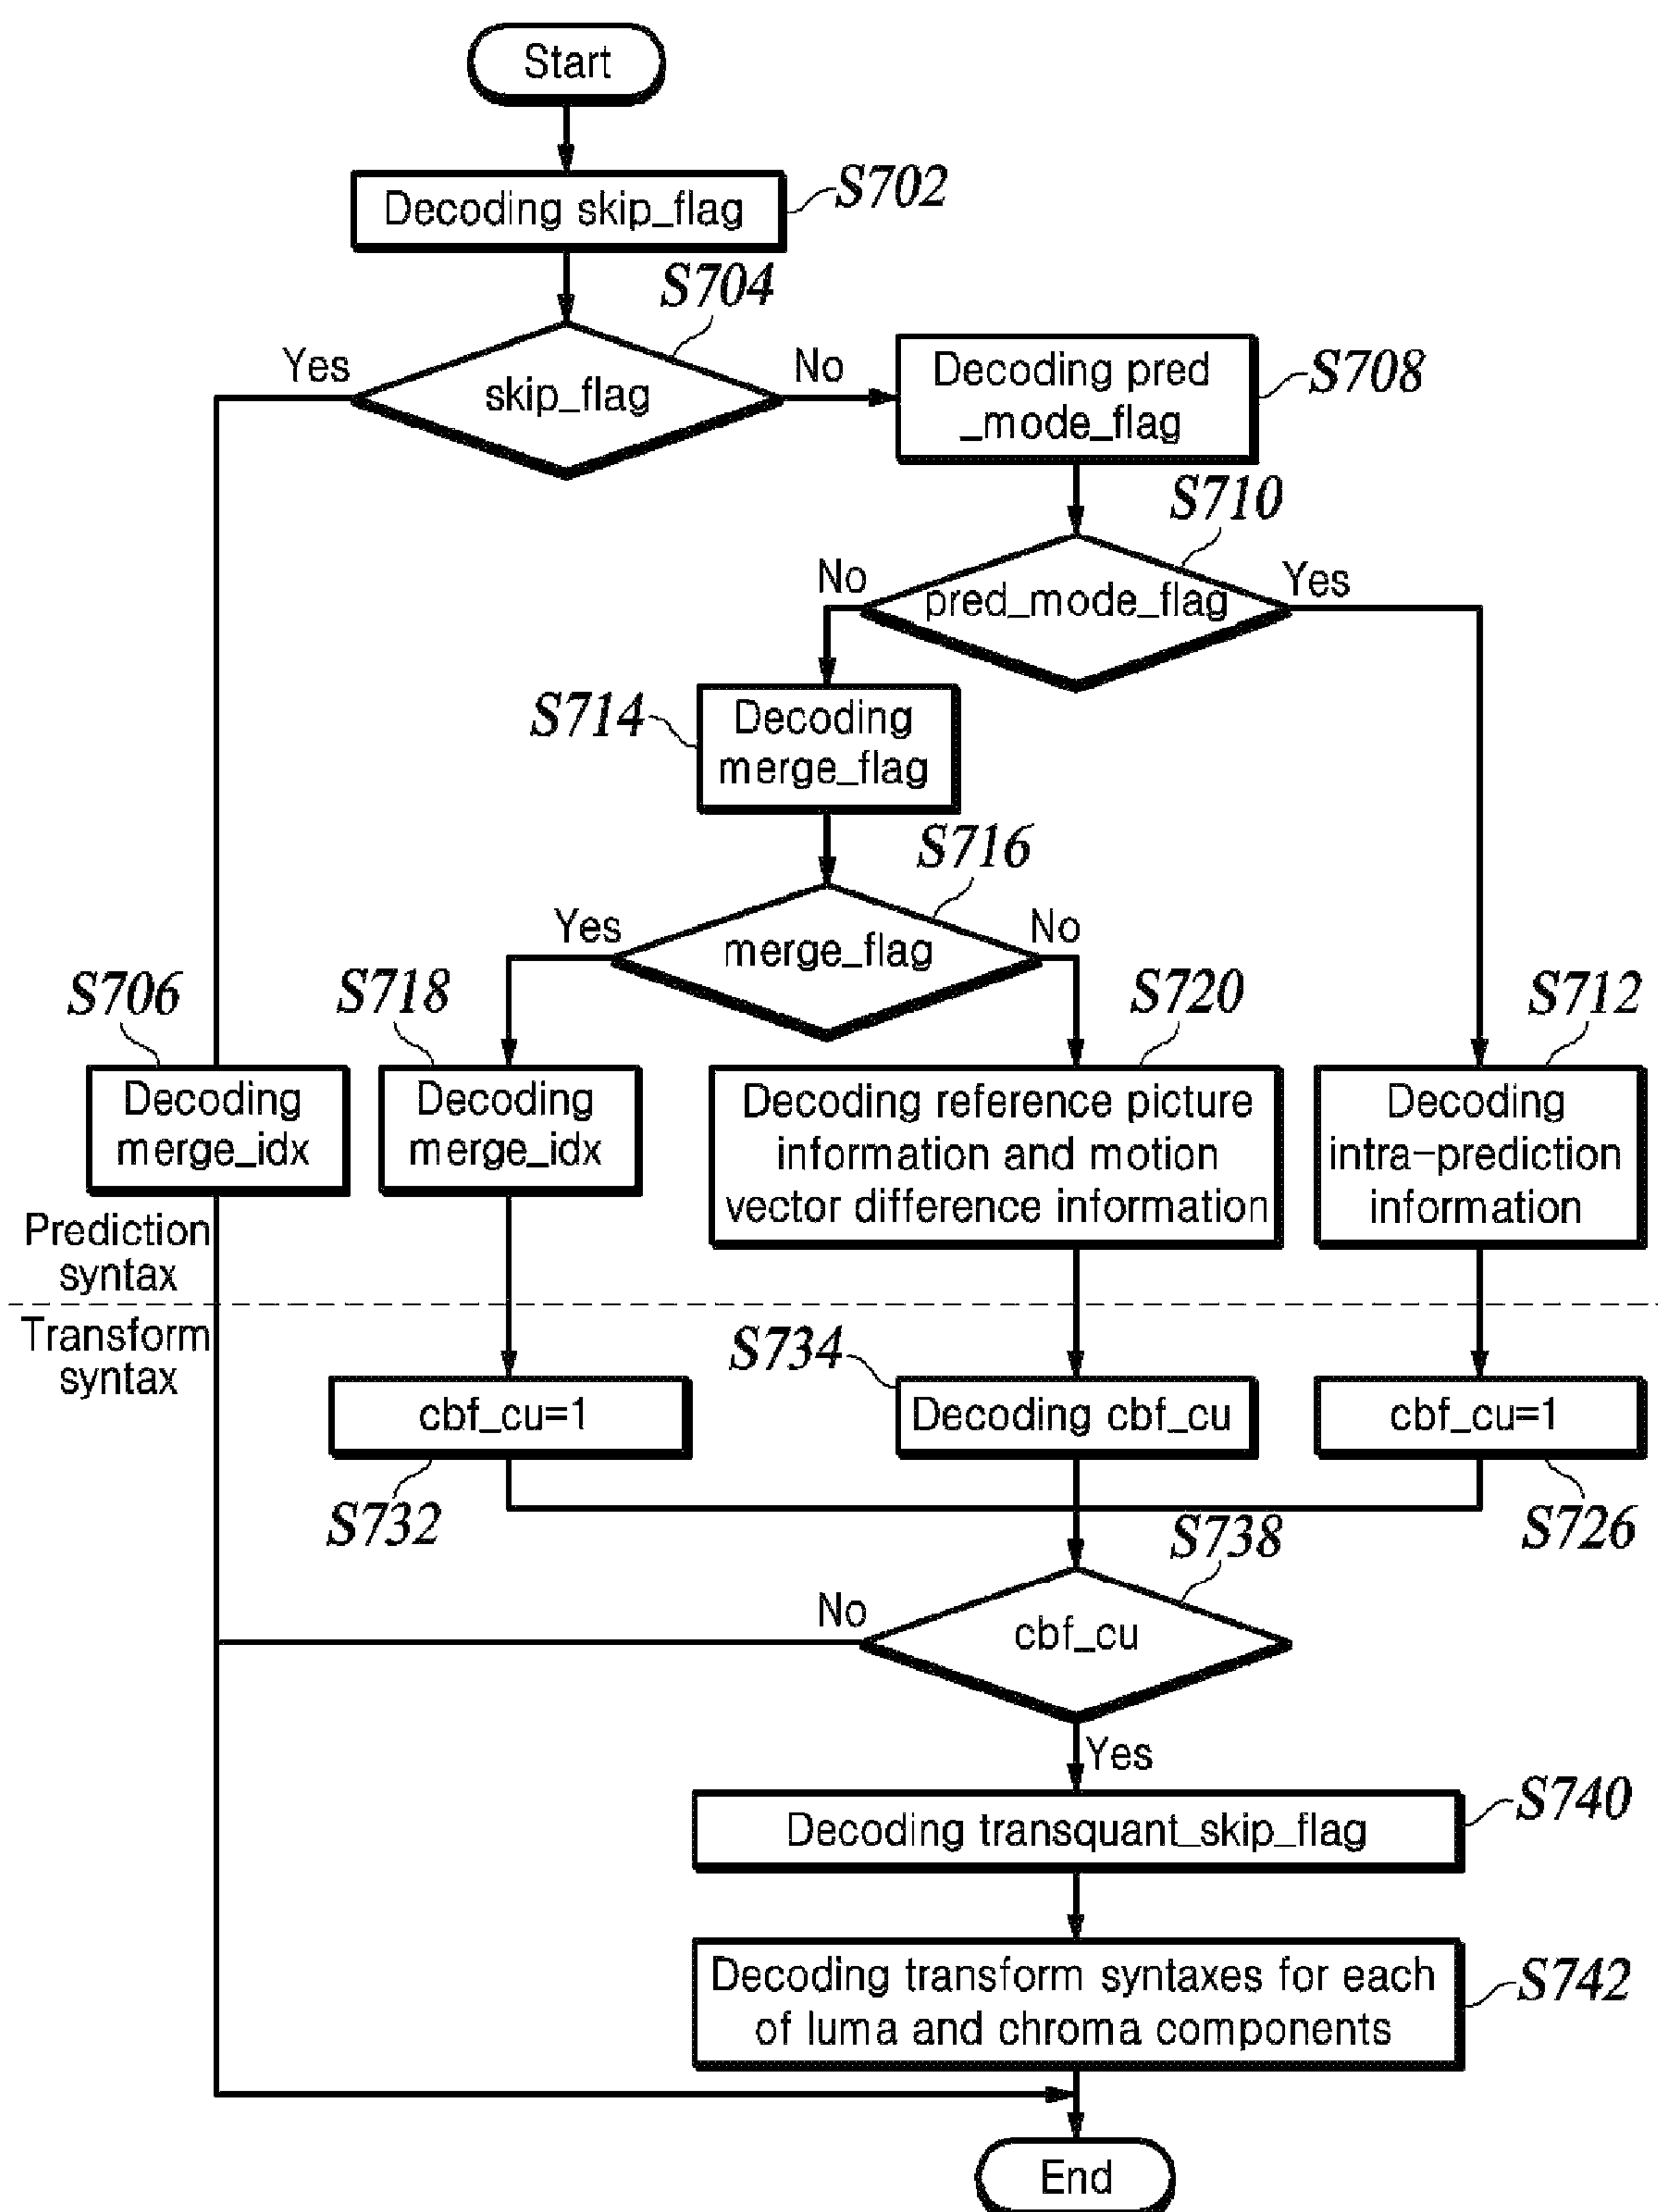 Start
Decoding skip_flag
S702
S704
Yes
skip_flag
No
Decoding pred
_mode_flag
S708
S710
No
pred_mode_flag
Yes
S714
Decoding
merge_flag
S716
Yes
merge_flag
No
S706
S718
S720
S712
Decoding
merge_idx
Decoding
merge_idx
Decoding reference picture
information and motion
vector difference information
Decoding
intra-prediction
information
Prediction
syntax
Transform
syntax
S734
cbf_cu=1
Decoding cbf_cu
cbf_cu=1
S732
S738
S726
No
cbf_cu
Yes
Decoding transquant_skip_flag
S740
Decoding transform syntaxes for each
of luma and chroma components
S742
End